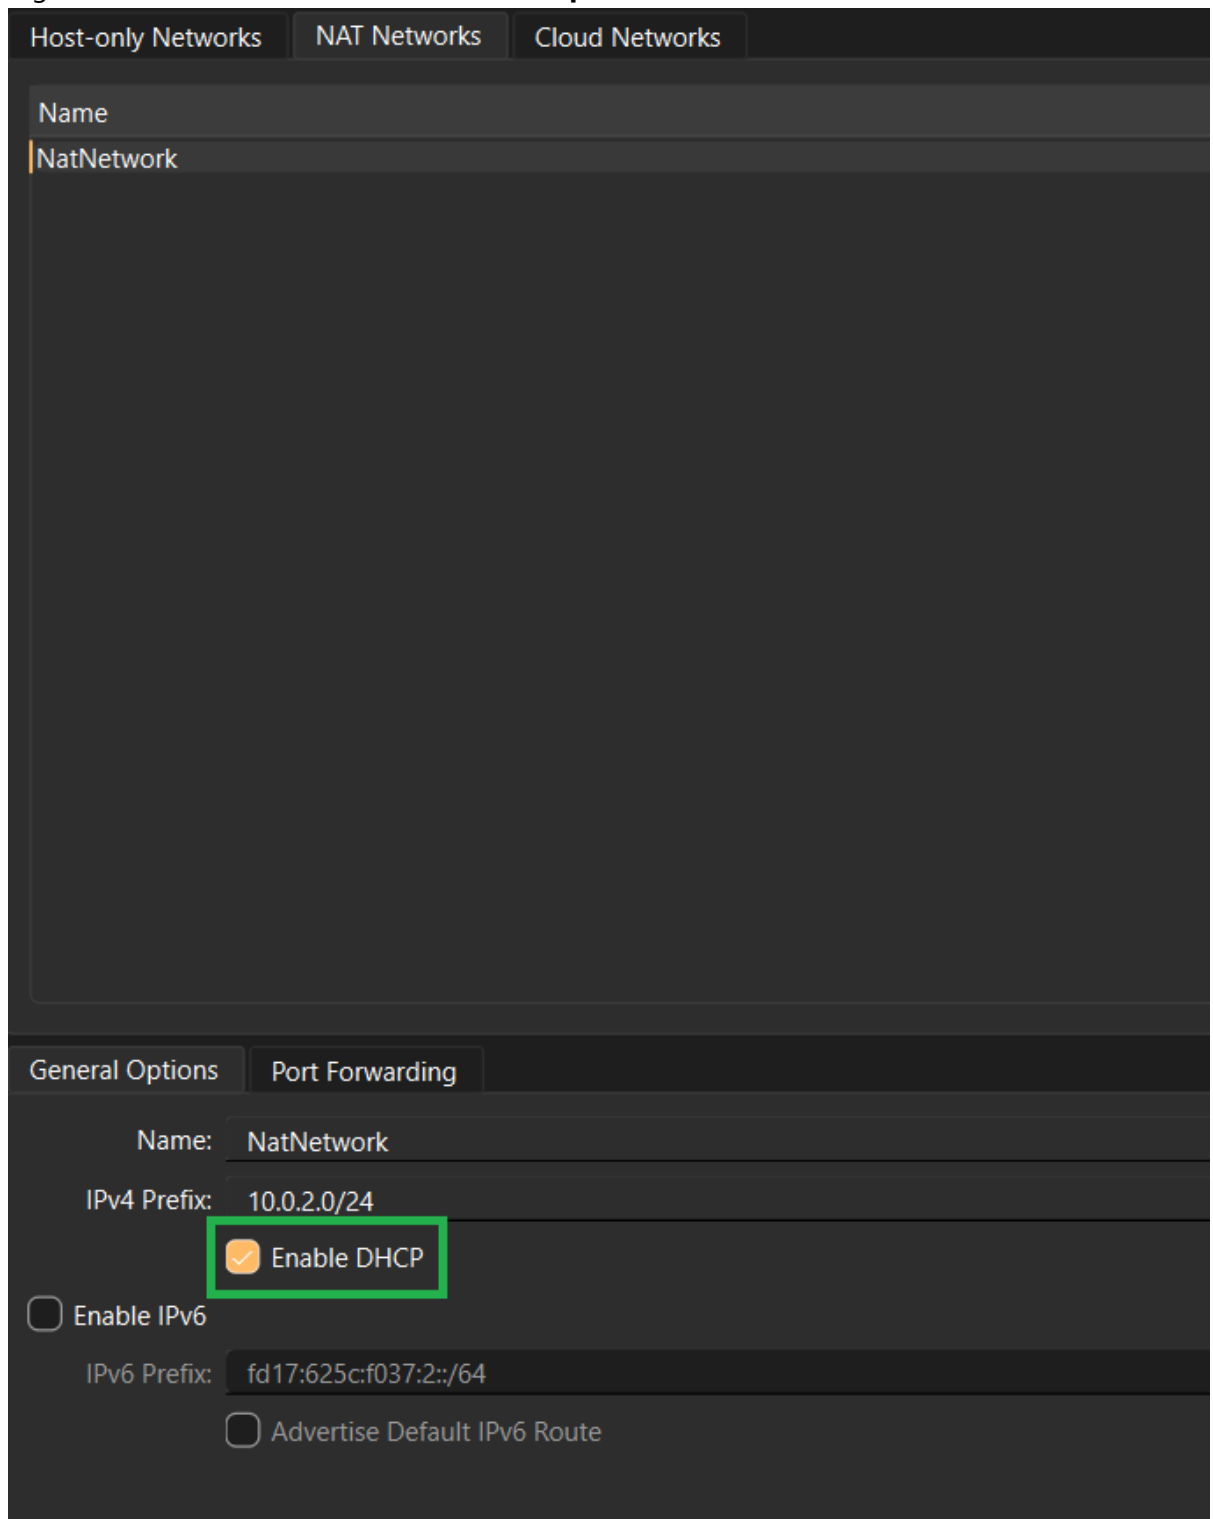 Host-only Networks NAT Networks Cloud Networks
Name
NatNetwork
General Options Port Forwarding
Name: NatNetwork
IPv4 Prefix: 10.0.2.0/24
Enable DHCP
Enable IPv6
IPv6 Prefix: fd17:625c:f037:2::/64
Advertise Default IPv6 Route